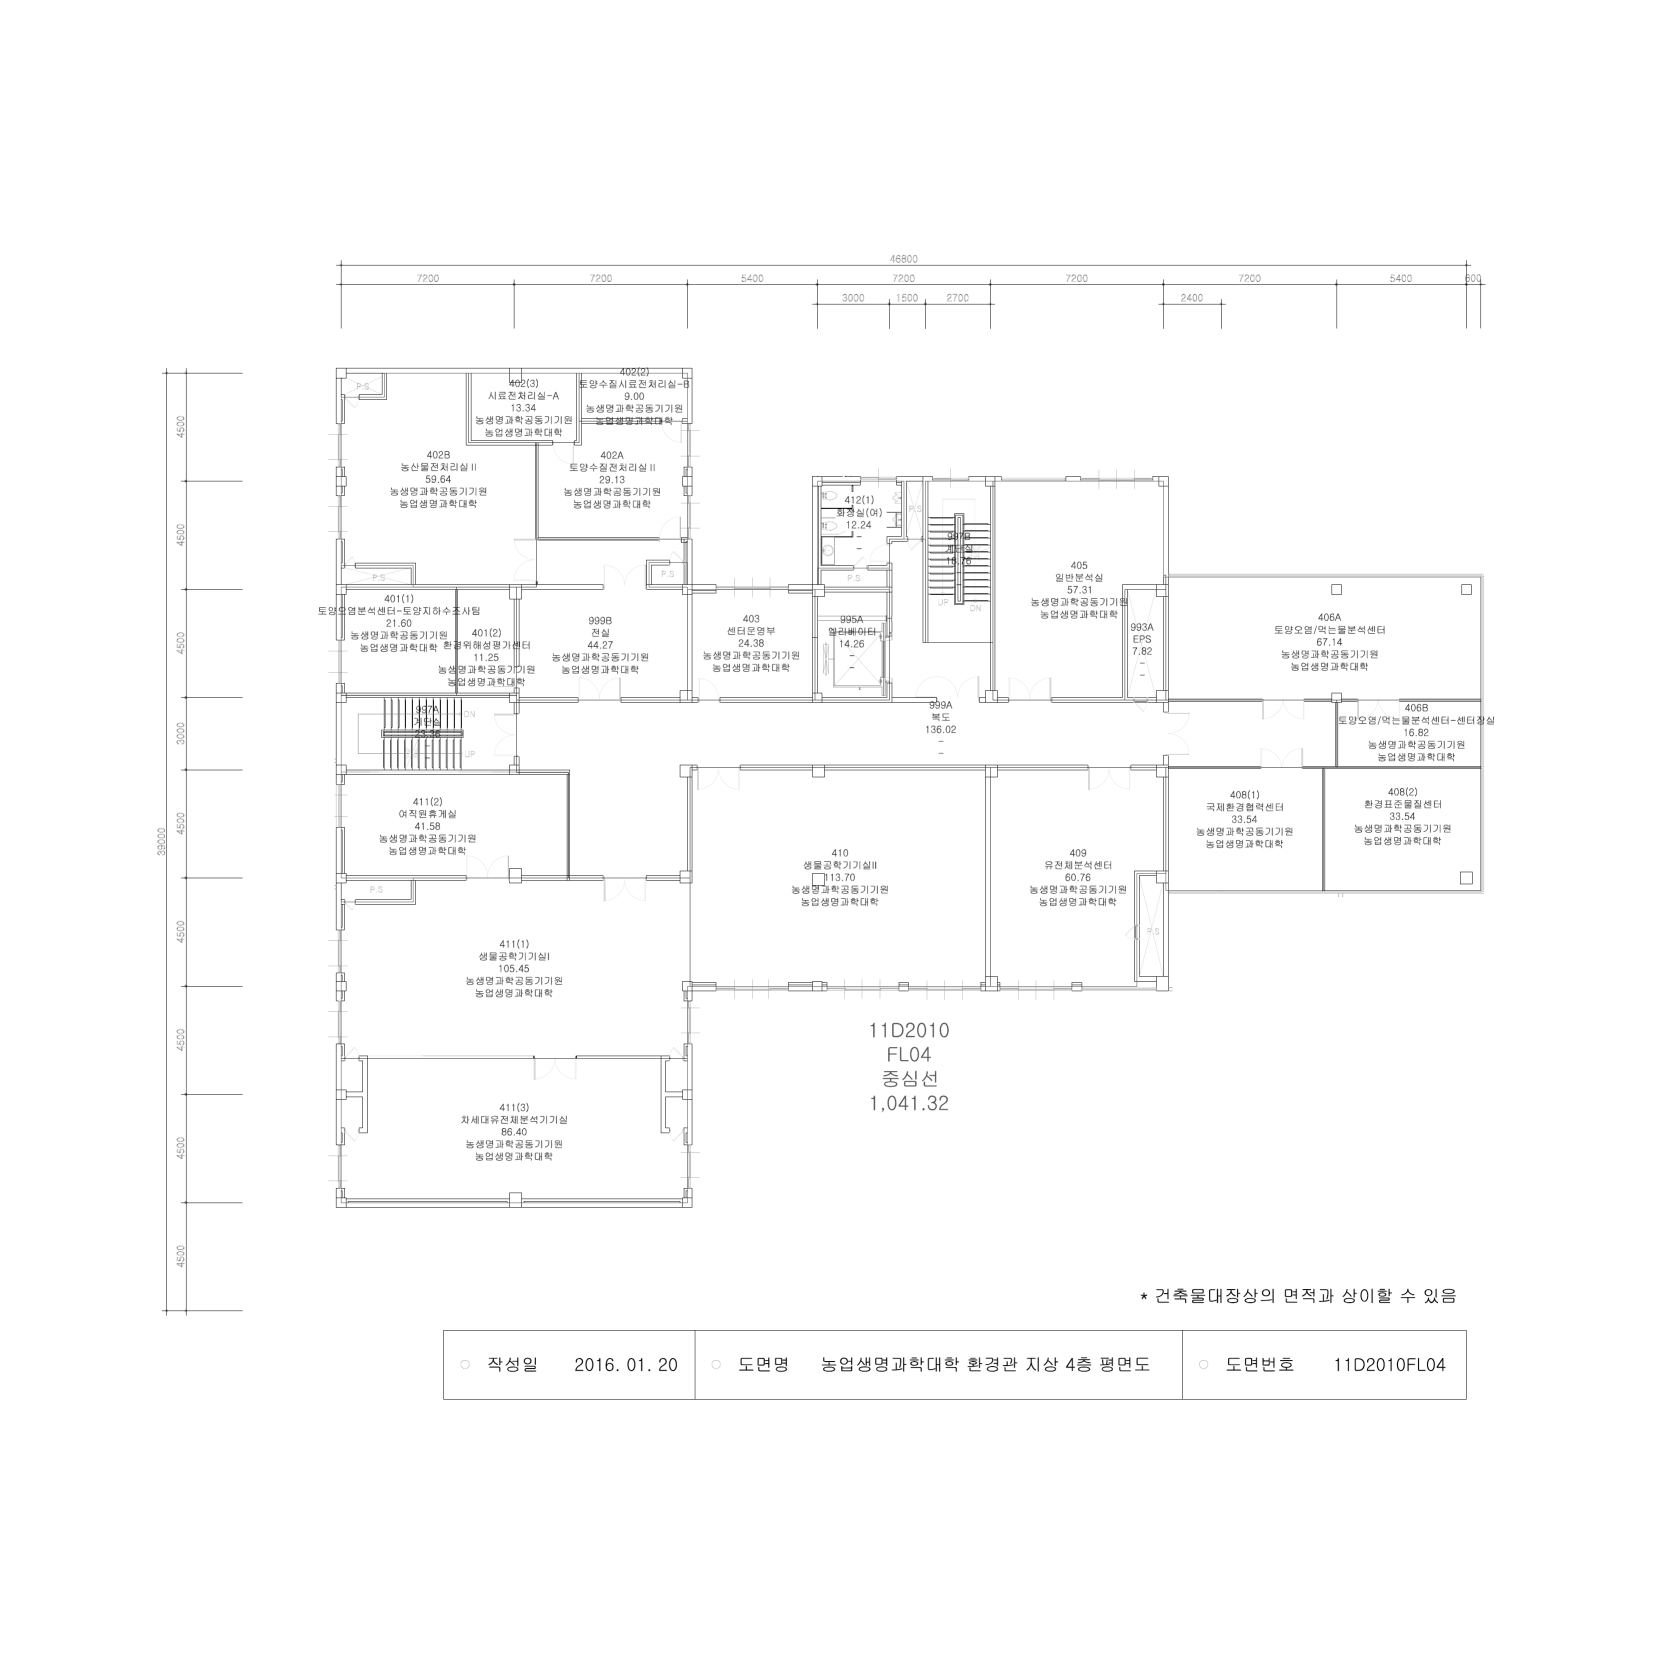 46800
7200
7200
5400
7200
7200
7200
5400
600
3000
1500
2700
2400
39000
4500
4500
4500
3000
4500
4500
4500
4500
4500
P.S
402(3)
시료전처리실-A
13.34
농생명과학공동기기원
농업생명과학대학
402(2)
토양수질시료전처리실-B
9.00
농생명과학공동기기원
농업생명과학대학
402B
농산물전처리실Ⅱ
59.64
농생명과학공동기기원
농업생명과학대학
402A
토양수질전처리실Ⅱ
29.13
농생명과학공동기기원
농업생명과학대학
P.S
P.S
412(1)
화장실(여)
12.24
-
-
P.S
P.S
997B
계단실
18.76
UP
DN
405
일반분석실
57.31
농생명과학공동기기원
농업생명과학대학
401(1)
토양오염분석센터-토양지하수조사팀
21.60
농생명과학공동기기원
농업생명과학대학
401(2)
환경위해성평가센터
11.25
농생명과학공동기기원
농업생명과학대학
999B
전실
44.27
농생명과학공동기기원
농업생명과학대학
403
센터운영부
24.38
농생명과학공동기기원
농업생명과학대학
995A
엘리베이터
14.26
-
-
993A
EPS
7.82
-
-
406A
토양오염/먹는물분석센터
67.14
농생명과학공동기기원
농업생명과학대학
997A
계단실
23.36
-
-
DN
UP
999A
복도
136.02
-
-
406B
토양오염/먹는물분석센터-센터장실
16.82
농생명과학공동기기원
농업생명과학대학
411(2)
여직원휴게실
41.58
농생명과학공동기기원
농업생명과학대학
408(1)
국제환경협력센터
33.54
농생명과학공동기기원
농업생명과학대학
408(2)
환경표준물질센터
33.54
농생명과학공동기기원
농업생명과학대학
410
생물공학기기실II
113.70
농생명과학공동기기원
농업생명과학대학
409
유전체분석센터
60.76
농생명과학공동기기원
농업생명과학대학
P.S
P.S
411(1)
생물공학기기실I
105.45
농생명과학공동기기원
농업생명과학대학
411(3)
차세대유전체분석기기실
86.40
농생명과학공동기기원
농업생명과학대학
11D2010
FL04
중심선
1,041.32
* 건축물대장상의 면적과 상이할 수 있음
○ 작성일 2016. 01. 20
○ 도면명 농업생명과학대학 환경관 지상 4층 평면도
○ 도면번호 11D2010FL04